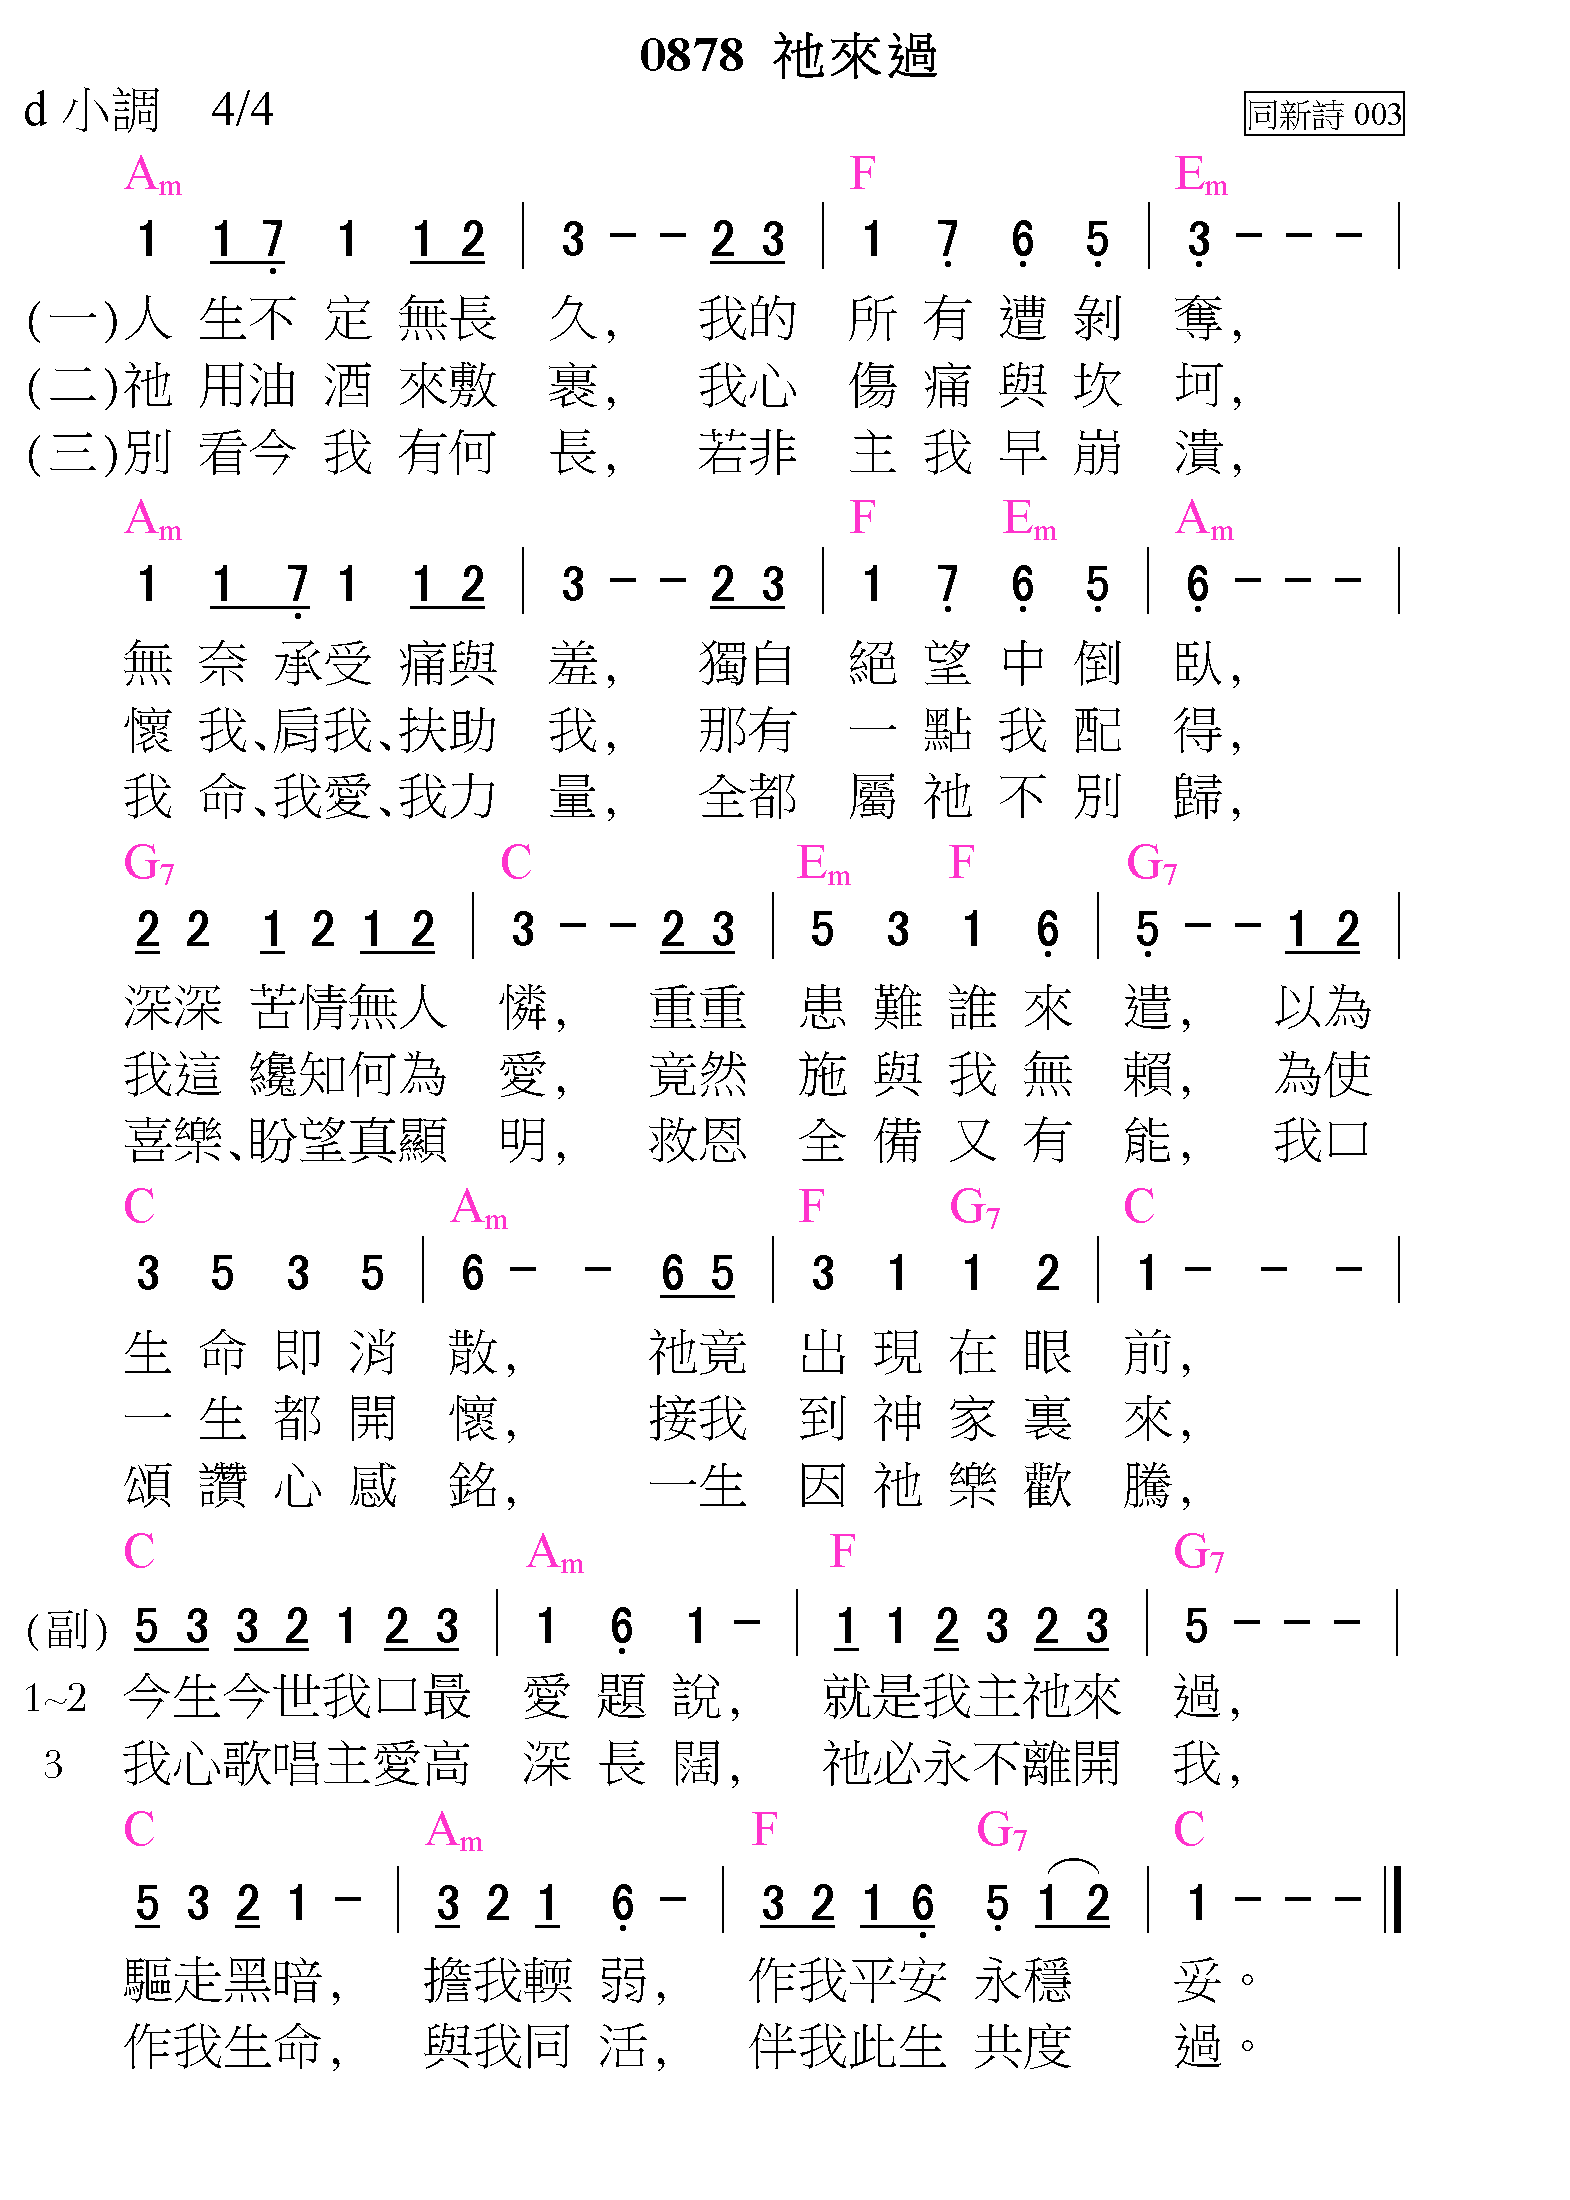 0878 祂來過
d 小調 4/4
同新詩 003
Am F Em
1 1 7 1 1 2 | 3 - - 2 3 | 1 7 6 5 | 3 - - - |
(一)人 生不 定 無長 久, 我的 所 有 遭 剝 奪,
(二)祂 用油 酒 來敷 裹, 我心 傷 痛 與 坎 坷,
(三)別 看今 我 有何 長, 若非 主 我 早 崩 潰,
Am F Em Am
1 1 7 1 1 2 | 3 - - 2 3 | 1 7 6 5 | 6 - - - |
無 奈 承受 痛與 羞, 獨自 絕 望 中 倒 臥,
懷 我、肩我、扶助 我, 那有 一 點 我 配 得,
我 命、我愛、我力 量, 全都 屬 祂 不 別 歸,
G7 C Em F G7
2 2 1 2 1 2 | 3 - - 2 3 | 5 3 1 6 | 5 - - 1 2 |
深深 苦情無人 憐, 重重 患 難 誰 來 遣, 以為
我這 纔知何為 愛, 竟然 施 與 我 無 賴, 為使
喜樂、盼望真顯 明, 救恩 全 備 又 有 能, 我口
C Am F G7 C
3 5 3 5 | 6 - - 6 5 | 3 1 1 2 | 1 - - - |
生 命 即 消 散, 祂竟 出 現 在 眼 前,
一 生 都 開 懷, 接我 到 神 家 裏 來,
頌 讚 心 感 銘, 一生 因 祂 樂 歡 騰,
C Am F G7
(副) 5 3 3 2 1 2 3 | 1 6 1 - | 1 1 2 3 2 3 | 5 - - - |
1~2 今生今世我口最 愛 題 說, 就是我主祂來 過,
3 我心歌唱主愛高 深 長 闊, 祂必永不離開 我,
C Am F G7 C
5 3 2 1 - | 3 2 1 6 - | 3 2 1 6 5 1 2 | 1 - - - ||
驅走黑暗, 擔我輭 弱, 作我平安 永穩 妥。
作我生命, 與我同 活, 伴我此生 共度 過。